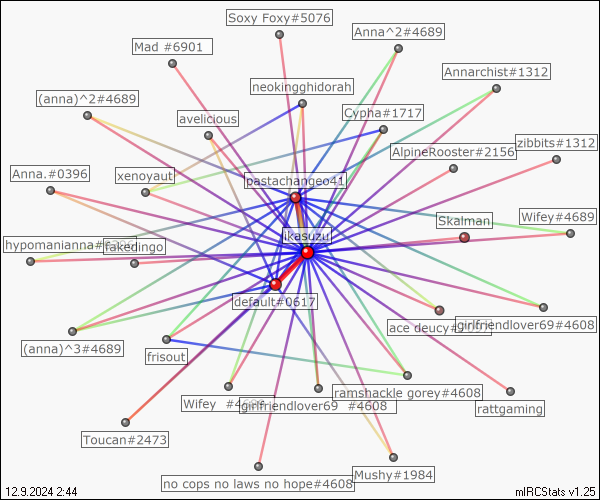 Soxy Foxy#5076
Mad #6901
Anna^2#4689
Annarchist#1312
neokingghidorah
(anna)^2#4689
avelicious
Cypha#1717
AlpineRooster#2156
zibbits#1312
Anna.#0396
xenoyaut
pastachangeo41
Skalman
Wifey#4689
ikasuzu
hypomanianna
fakedingo
default#0617
ace deucy
girlfriendlover69#4608
(anna)^3#4689
frisout
ramshackle gorey#4608
Wifey
girlfriendlover69 #4608
rattgaming
Toucan#2473
no cops no laws no hope#4608
Mushy#1984
12.9.2024 2:44
mIRCStats v1.25